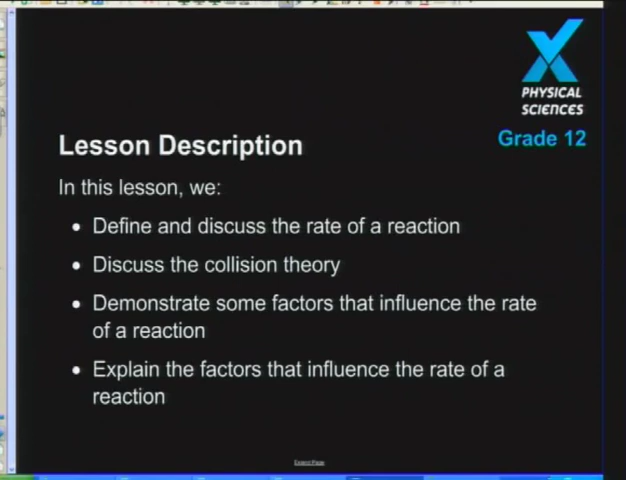 PHYSICAL
SCIENCES
Grade 12
Lesson Description
In this lesson, we:
• Define and discuss the rate of a reaction
• Discuss the collision theory
• Demonstrate some factors that influence the rate
of a reaction
• Explain the factors that influence the rate of a
reaction